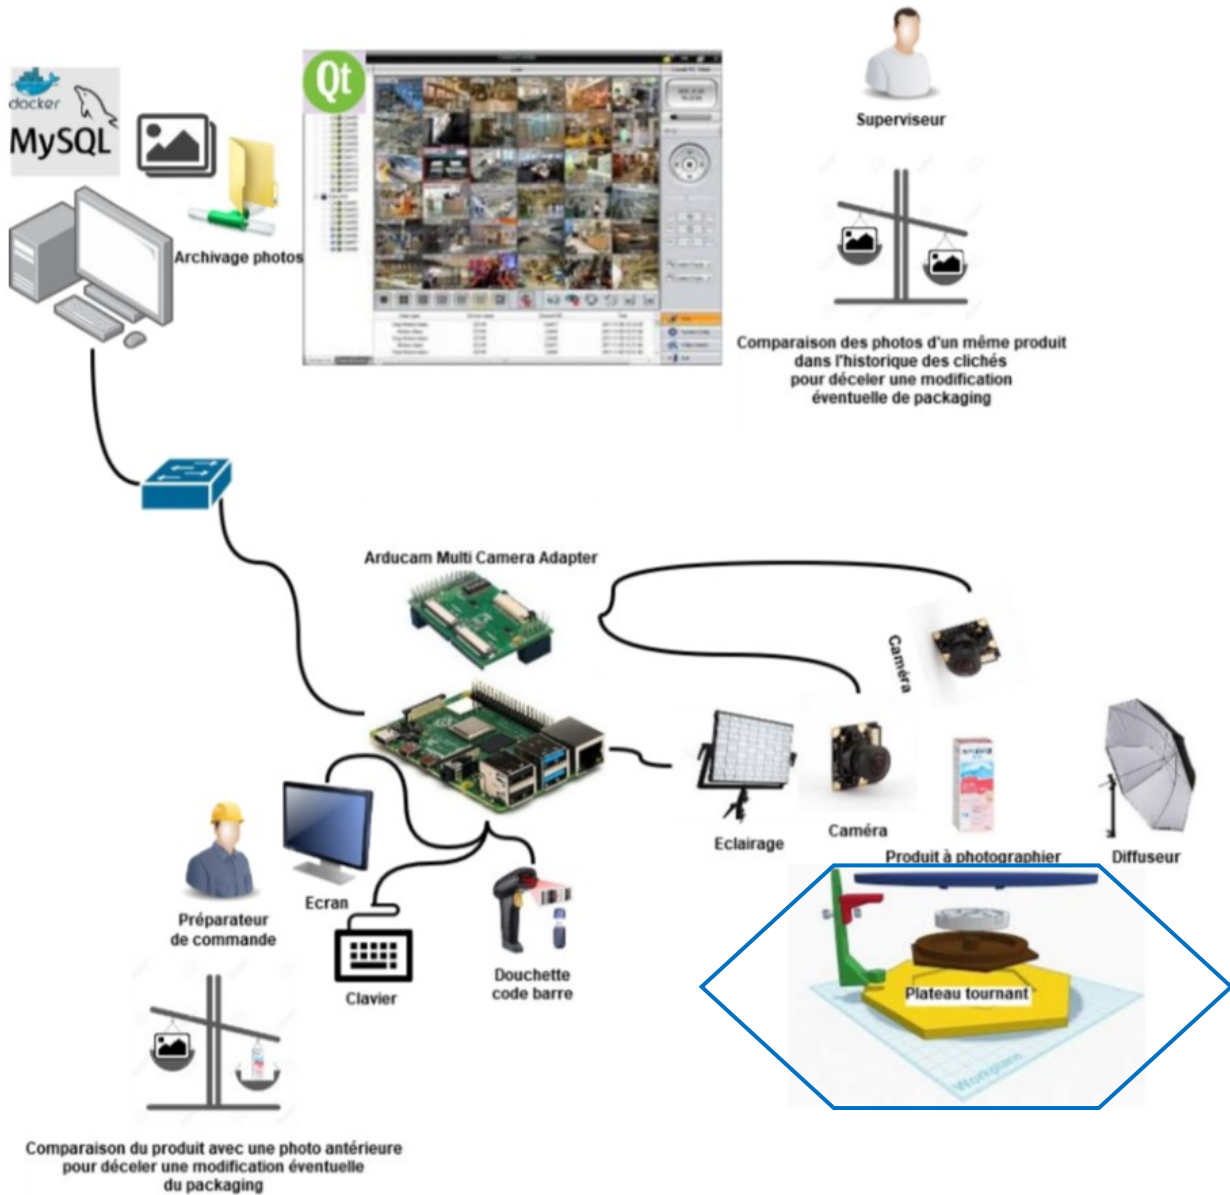 docker
MySQL
Archivage photos
Qt
Superviseur
Comparaison des photos d'un même produit
dans l'historique des clichés
pour déceler une modification
éventuelle de packaging
Arducam Multi Camera Adapter
Caméra
Eclairage
Caméra
Produit à photographier
Diffuseur
Préparateur
de commande
Ecran
Clavier
Douchette
code barre
Plateau tournant
Workplane
Comparaison du produit avec une photo antérieure
pour déceler une modification éventuelle
du packaging